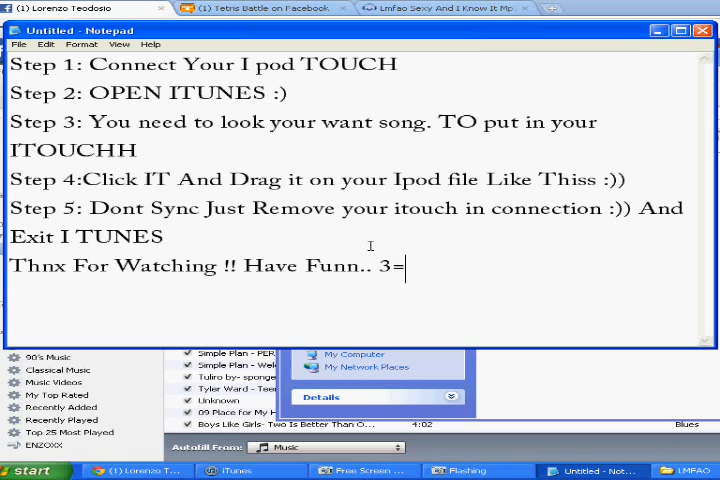 (1) Lorenzo Teodosio
(1) Tetris Battle on Facebook
Lmfao Sexy And I Know It Mp...
Untitled - Notepad
File Edit Format View Help
Step 1: Connect Your I pod TOUCH
Step 2: OPEN ITUNES :)
Step 3: You need to look your want song. TO put in your
ITOUCHH
Step 4:Click IT And Drag it on your Ipod file Like Thiss :))
Step 5: Dont Sync Just Remove your itouch in connection :)) And
Exit I TUNES
Thnx For Watching !! Have Funn.. 3=
90's Music
Classical Music
Music Videos
My Top Rated
Recently Added
Recently Played
Top 25 Most Played
ENZOXX
Simple Plan - PER
Simple Plan - Welc
Tuliro by- sponge
Tyler Ward - Teen
Unknown
09 Place for My H
Boys Like Girls- Two Is Better Than O... 4:02 Blues
My Computer
My Network Places
Details
Autofill From: Music
start
(1) Lorenzo T...
iTunes
Free Screen ...
Flashing
Untitled - Not...
LMFAO